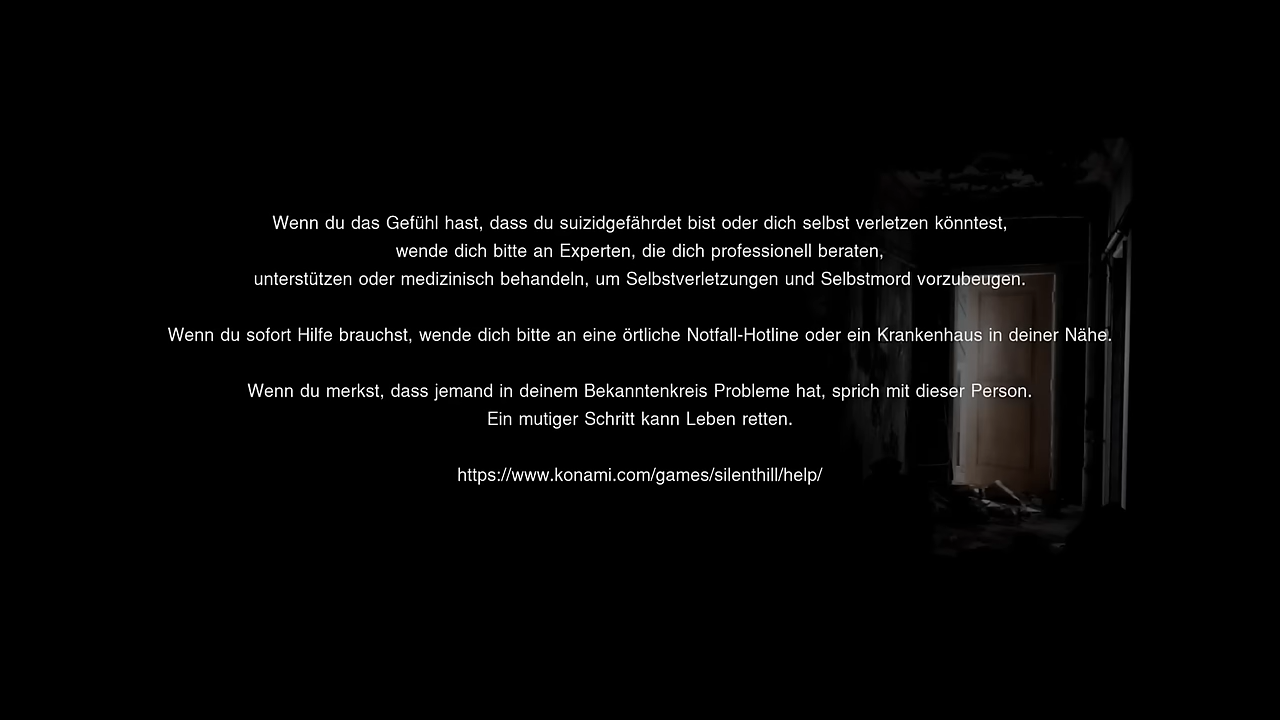 Wenn du das Gefühl hast, dass du suizidgefährdet bist oder dich selbst verletzen könntest,
wende dich bitte an Experten, die dich professionell beraten,
unterstützen oder medizinisch behandeln, um Selbstverletzungen und Selbstmord vorzubeugen.
Wenn du sofort Hilfe brauchst, wende dich bitte an eine örtliche Notfall-Hotline oder ein Krankenhaus in deiner Nähe.
Wenn du merkst, dass jemand in deinem Bekanntenkreis Probleme hat, sprich mit dieser Person.
Ein mutiger Schritt kann Leben retten.
https://www.konami.com/games/silenthill/help/